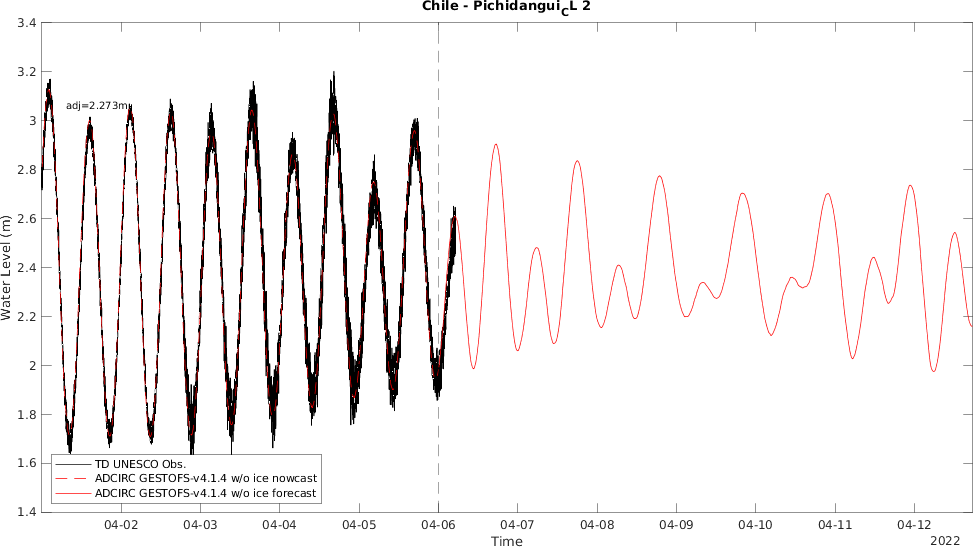 Chile - PichidanguiCL 2
3.4
3.2
3
2.8
2.6
2.4
2.2
2
1.8
1.6
1.4
Water Level (m)
adj=2.273m
TD UNESCO Obs.
ADCIRC GESTOFS-v4.1.4 w/o ice nowcast
ADCIRC GESTOFS-v4.1.4 w/o ice forecast
04-02 04-03 04-04 04-05 04-06 04-07 04-08 04-09 04-10 04-11 04-12
Time
2022